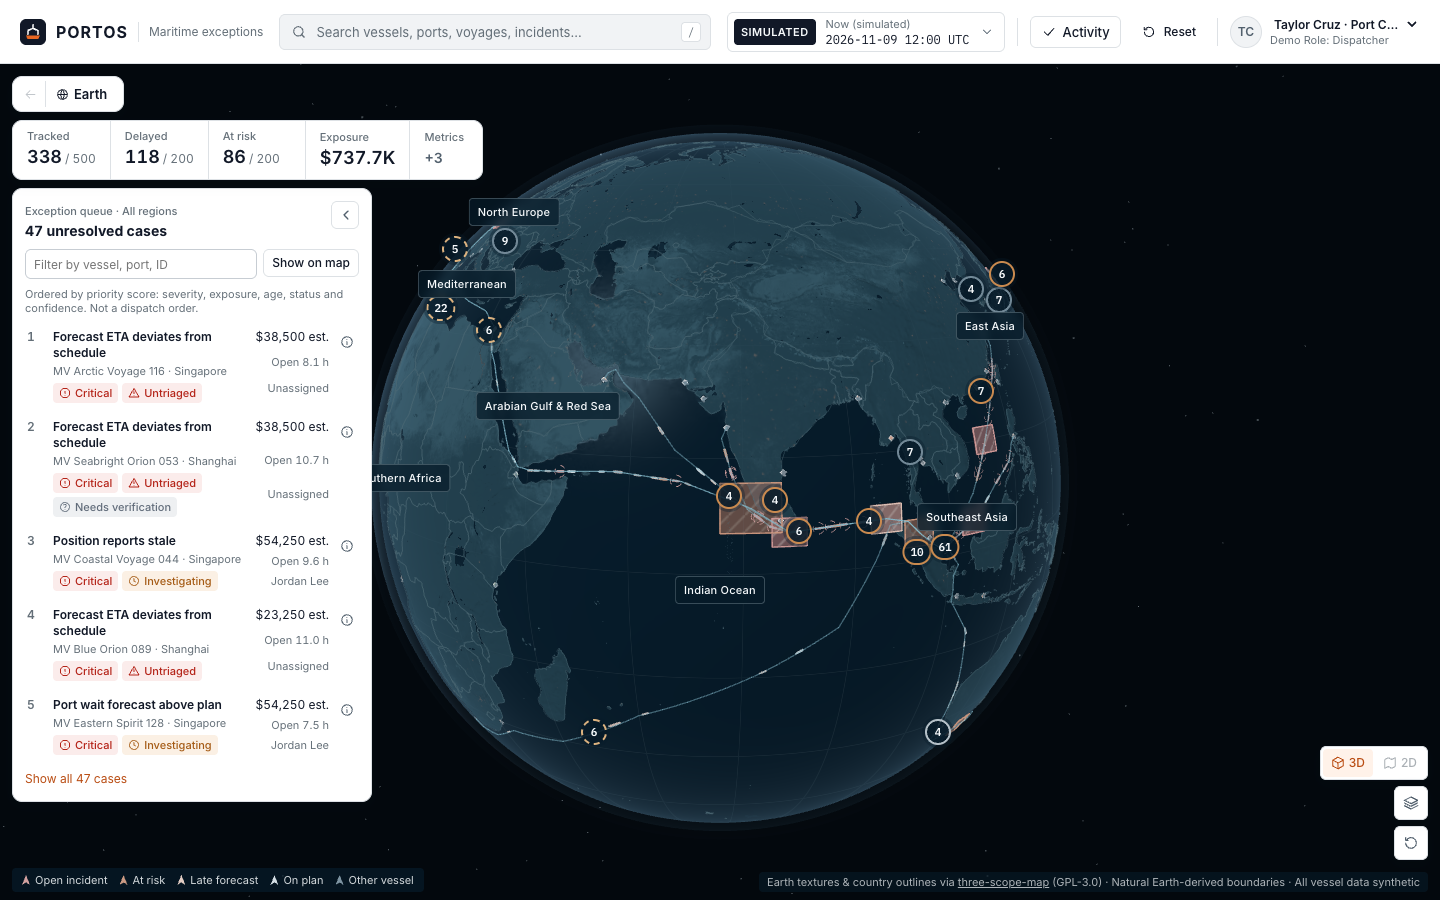 PORTOS
Maritime exceptions
Search vessels, ports, voyages, incidents...
/
SIMULATED
Now (simulated)
2026-11-09 12:00 UTC
Activity
Reset
TC
Taylor Cruz · Port C...
Demo Role: Dispatcher
Earth
Tracked
338 / 500
Delayed
118 / 200
At risk
86 / 200
Exposure
$737.7K
Metrics
+3
Exception queue · All regions
47 unresolved cases
Filter by vessel, port, ID
Show on map
Ordered by priority score: severity, exposure, age, status and
confidence. Not a dispatch order.
1
Forecast ETA deviates from
schedule
MV Arctic Voyage 116 · Singapore
Critical
Untriaged
$38,500 est.
Open 8.1 h
Unassigned
2
Forecast ETA deviates from
schedule
MV Seabright Orion 053 · Shanghai
Critical
Untriaged
Needs verification
$38,500 est.
Open 10.7 h
Unassigned
3
Position reports stale
MV Coastal Voyage 044 · Singapore
Critical
Investigating
$54,250 est.
Open 9.6 h
Jordan Lee
4
Forecast ETA deviates from
schedule
MV Blue Orion 089 · Shanghai
Critical
Untriaged
$23,250 est.
Open 11.0 h
Unassigned
5
Port wait forecast above plan
MV Eastern Spirit 128 · Singapore
Critical
Investigating
$54,250 est.
Open 7.5 h
Jordan Lee
Show all 47 cases
North Europe
5
9
Mediterranean
22
6
Arabian Gulf & Red Sea
uthern Africa
6
4
7
East Asia
7
7
4
4
6
4
Southeast Asia
10
61
Indian Ocean
6
4
3D
2D
Open incident
At risk
Late forecast
On plan
Other vessel
Earth textures & country outlines via three-scope-map (GPL-3.0) · Natural Earth-derived boundaries · All vessel data synthetic